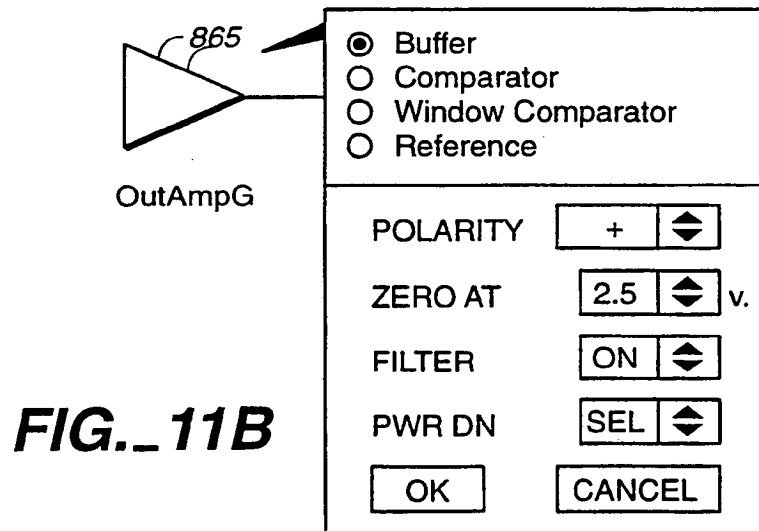 865
OutAmpG
Buffer
Comparator
Window Comparator
Reference
POLARITY +
ZERO AT 2.5 v.
FILTER ON
PWR DN SEL
OK CANCEL
FIG._11B